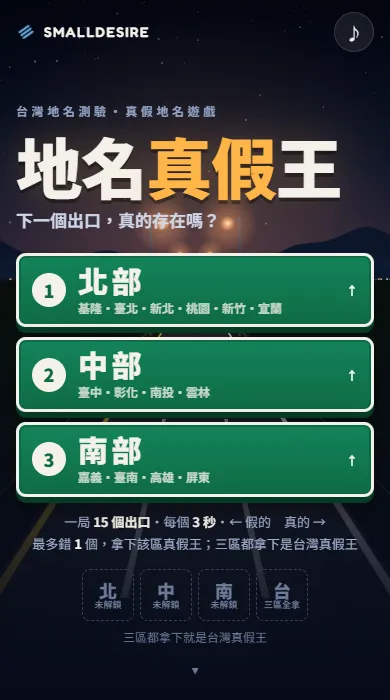 SMALLDESIRE
♪
台灣地名測驗・真假地名遊戲
地名真假王
下一個出口，真的存在嗎？
1
北部
基隆・臺北・新北・桃園・新竹・宜蘭
↑
2
中部
臺中・彰化・南投・雲林
↑
3
南部
嘉義・臺南・高雄・屏東
↑
一局 15 個出口・每個 3 秒・← 假的　真的 →
最多錯 1 個，拿下該區真假王；三區都拿下是台灣真假王
北
未解鎖
中
未解鎖
南
未解鎖
台
三區全拿
三區都拿下就是台灣真假王
▼